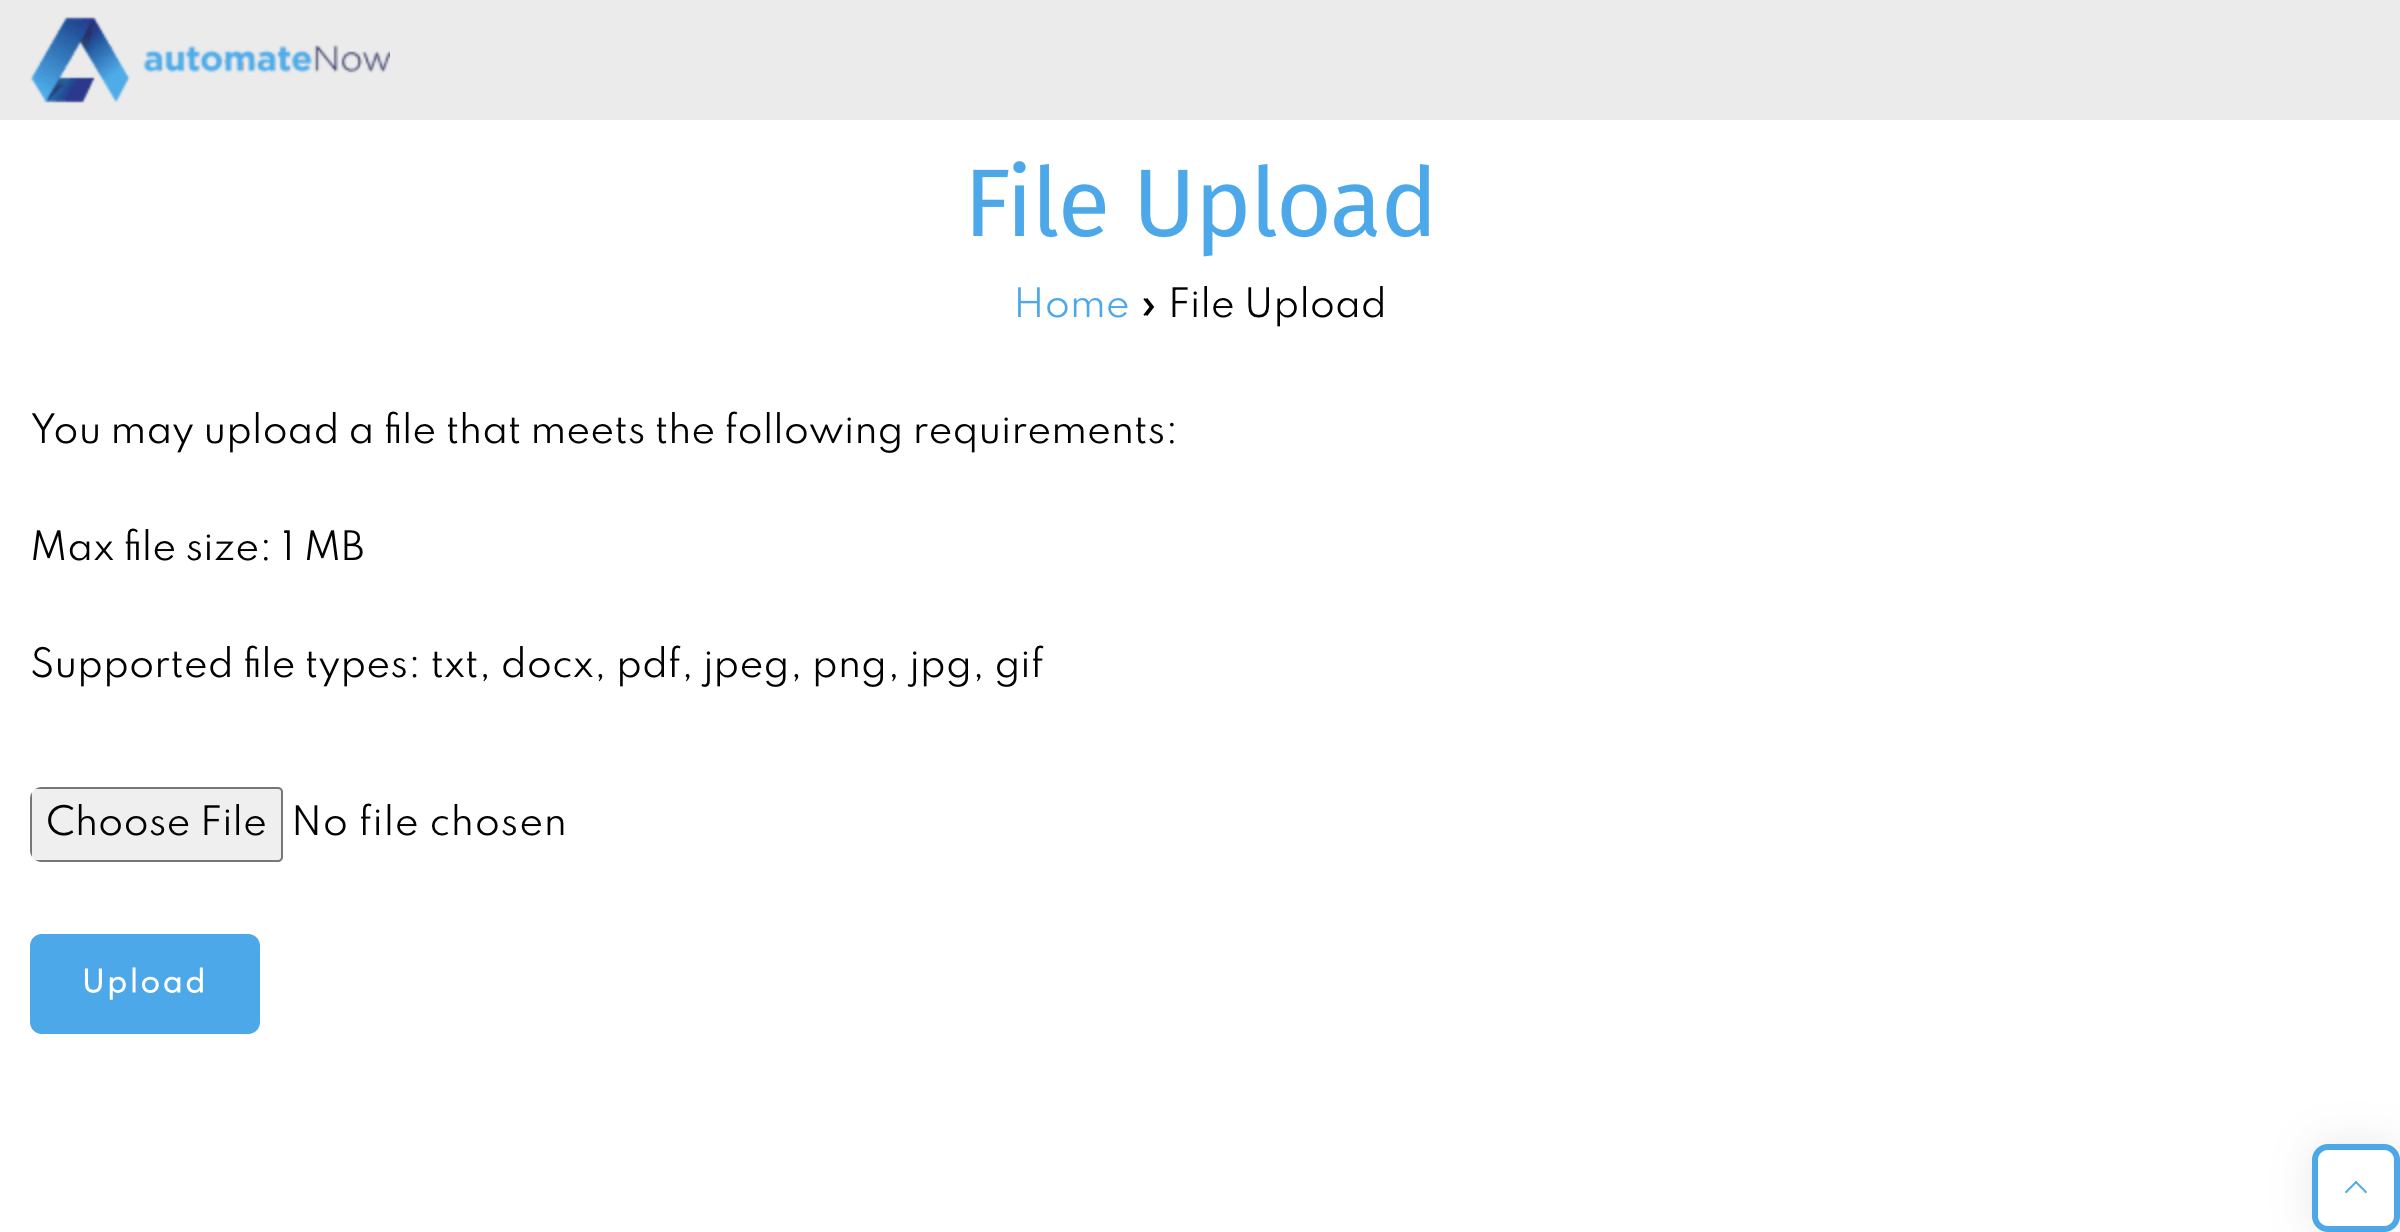 automateNow
File Upload
Home › File Upload
You may upload a file that meets the following requirements:
Max file size: 1 MB
Supported file types: txt, docx, pdf, jpeg, png, jpg, gif
Choose File No file chosen
Upload